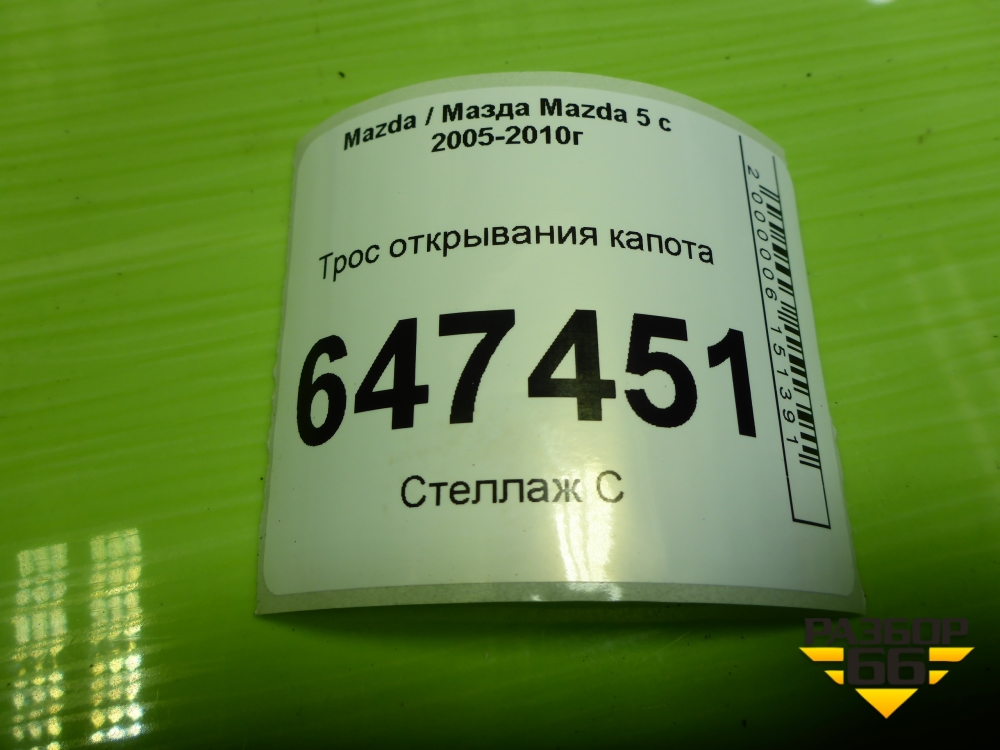 Mazda / Мазда Mazda 5 с
2005-2010г
Трос открывания капота
647451
Стеллаж С
2000006151391
РАЗБОР
66